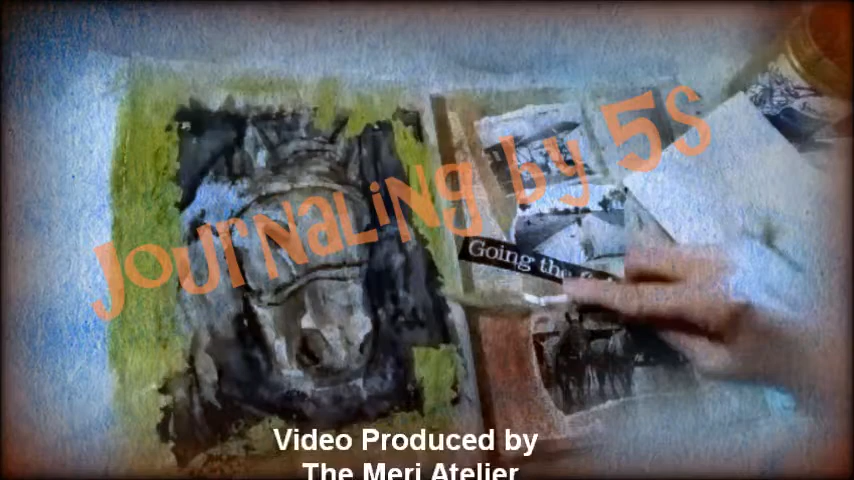 Journaling by 5s
Going the
Video Produced by
The Meri Atelier